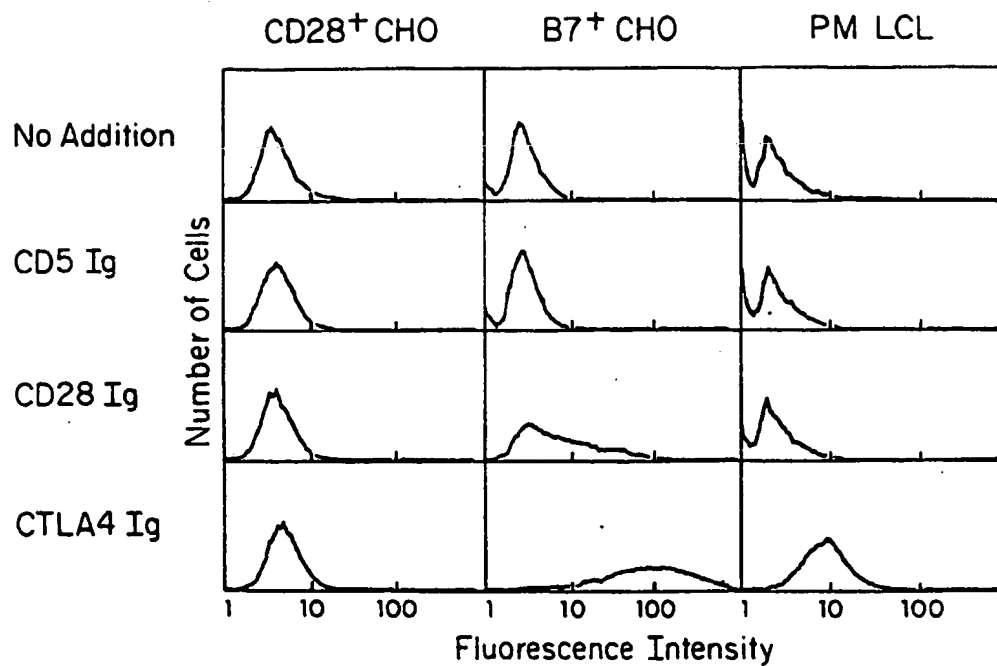 CD28+ CHO B7+ CHO PM LCL
No Addition
CD5 Ig
CD28 Ig
CTLA4 Ig
Number of Cells
1 10 100 1 10 100 1 10 100
Fluorescence Intensity